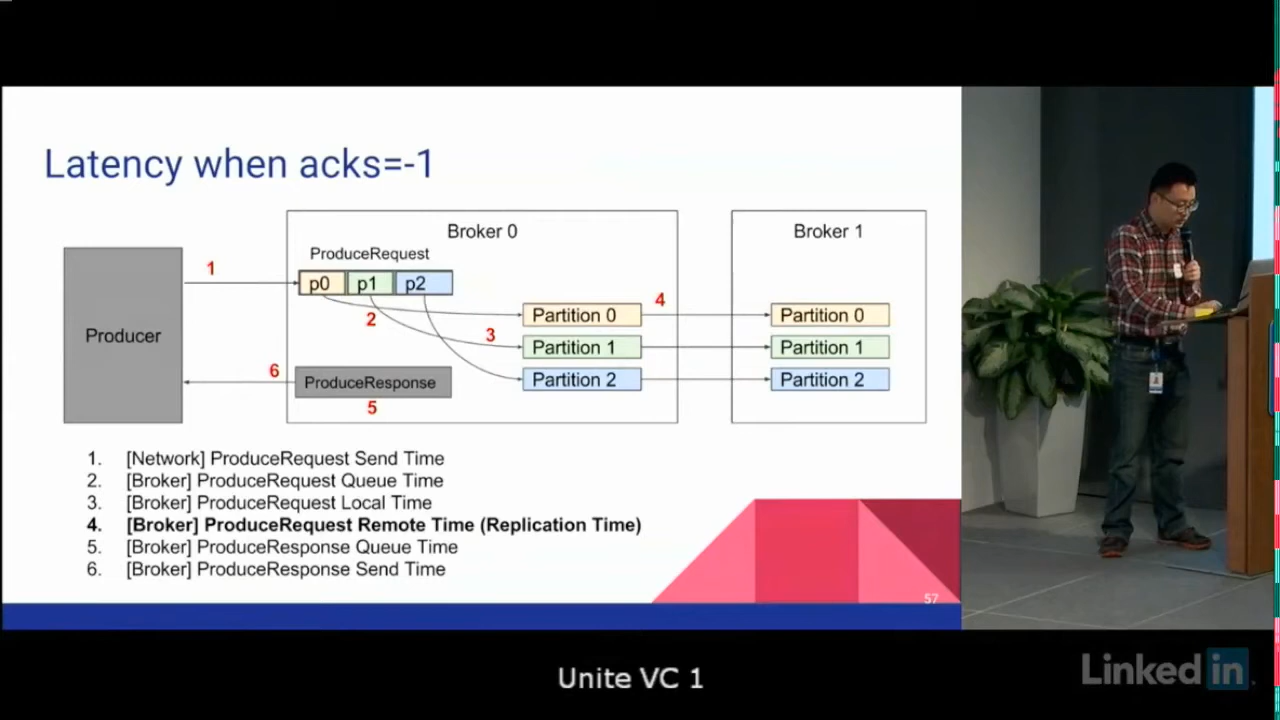 Latency when acks=-1
Broker 0
Broker 1
ProduceRequest
1
p0 p1 p2
4
Partition 0
Partition 0
2
3
Producer
Partition 1
Partition 1
6
ProduceResponse
Partition 2
Partition 2
5
1. [Network] ProduceRequest Send Time
2. [Broker] ProduceRequest Queue Time
3. [Broker] ProduceRequest Local Time
4. [Broker] ProduceRequest Remote Time (Replication Time)
5. [Broker] ProduceResponse Queue Time
6. [Broker] ProduceResponse Send Time
57
Unite VC 1
Linked in.